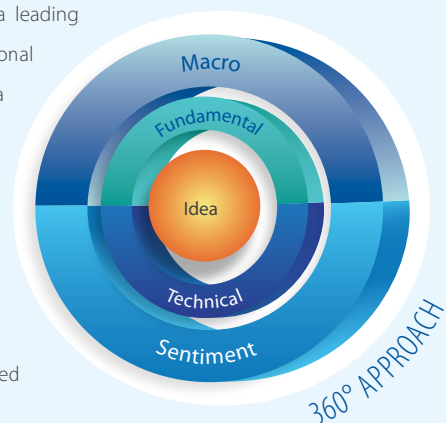 a leading
onal
a
Macro
Fundamental
Idea
Technical
Sentiment
ed
360° APPROACH